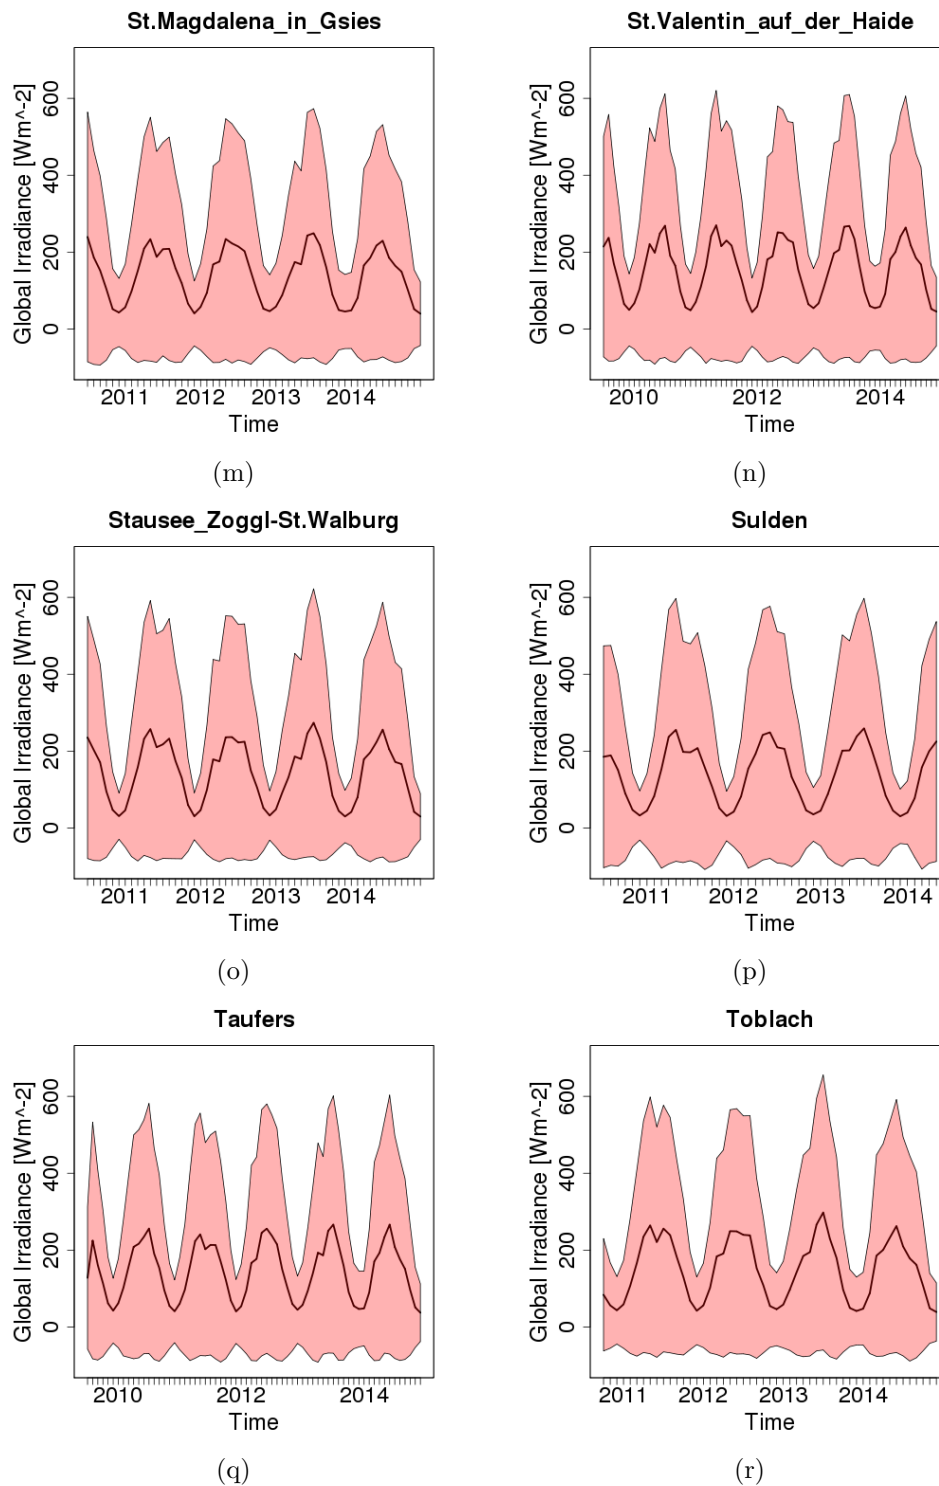 St.Magdalena_in_Gsies
Global Irradiance [Wm^-2]
0 200 400 600
2011 2012 2013 2014
Time
(m)
St.Valentin_auf_der_Haide
Global Irradiance [Wm^-2]
0 200 400 600
2010 2012 2014
Time
(n)
Stausee_Zoggl-St.Walburg
Global Irradiance [Wm^-2]
0 200 400 600
2011 2012 2013 2014
Time
(o)
Sulden
Global Irradiance [Wm^-2]
0 200 400 600
2011 2012 2013 2014
Time
(p)
Taufers
Global Irradiance [Wm^-2]
0 200 400 600
2010 2012 2014
Time
(q)
Toblach
Global Irradiance [Wm^-2]
0 200 400 600
2011 2012 2013 2014
Time
(r)